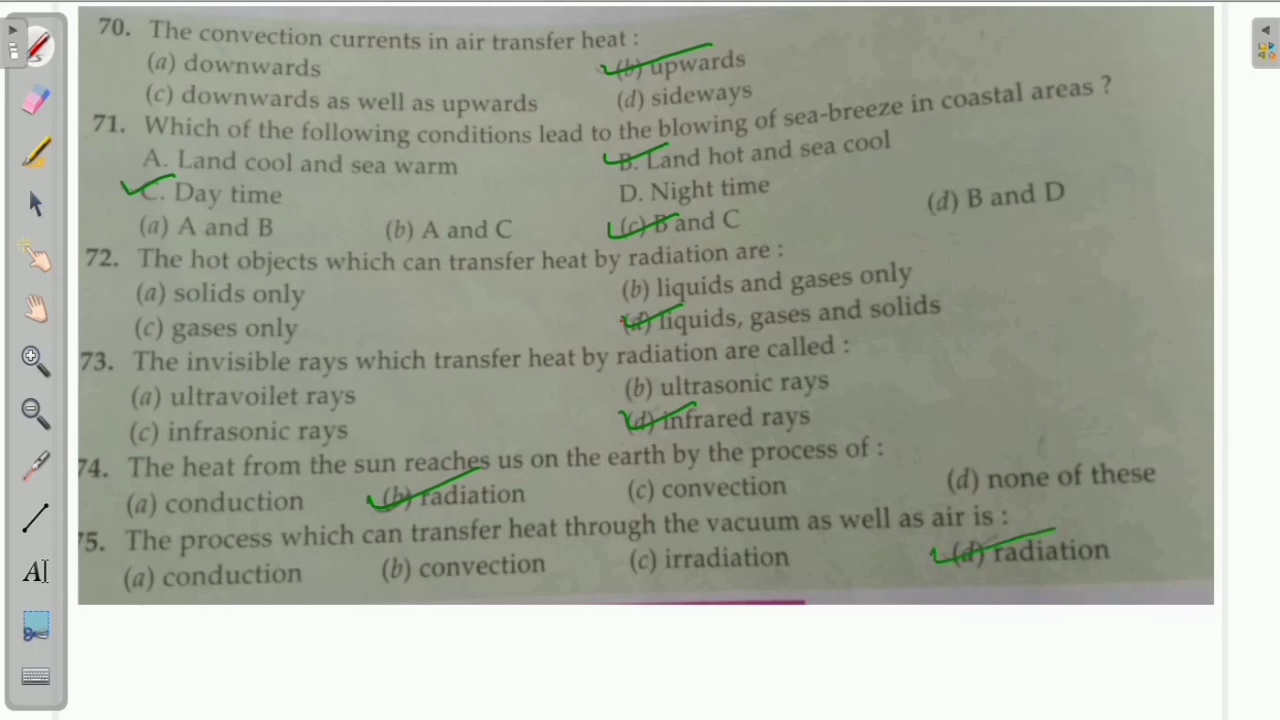 70. The convection currents in air transfer heat :
(a) downwards (b) upwards
(c) downwards as well as upwards (d) sideways
71. Which of the following conditions lead to the blowing of sea-breeze in coastal areas ?
A. Land cool and sea warm B. Land hot and sea cool
C. Day time D. Night time
(a) A and B (b) A and C (c) B and C (d) B and D
72. The hot objects which can transfer heat by radiation are :
(a) solids only (b) liquids and gases only
(c) gases only (d) liquids, gases and solids
73. The invisible rays which transfer heat by radiation are called :
(a) ultravoilet rays (b) ultrasonic rays
(c) infrasonic rays (d) infrared rays
74. The heat from the sun reaches us on the earth by the process of :
(a) conduction (b) radiation (c) convection (d) none of these
75. The process which can transfer heat through the vacuum as well as air is :
(a) conduction (b) convection (c) irradiation (d) radiation